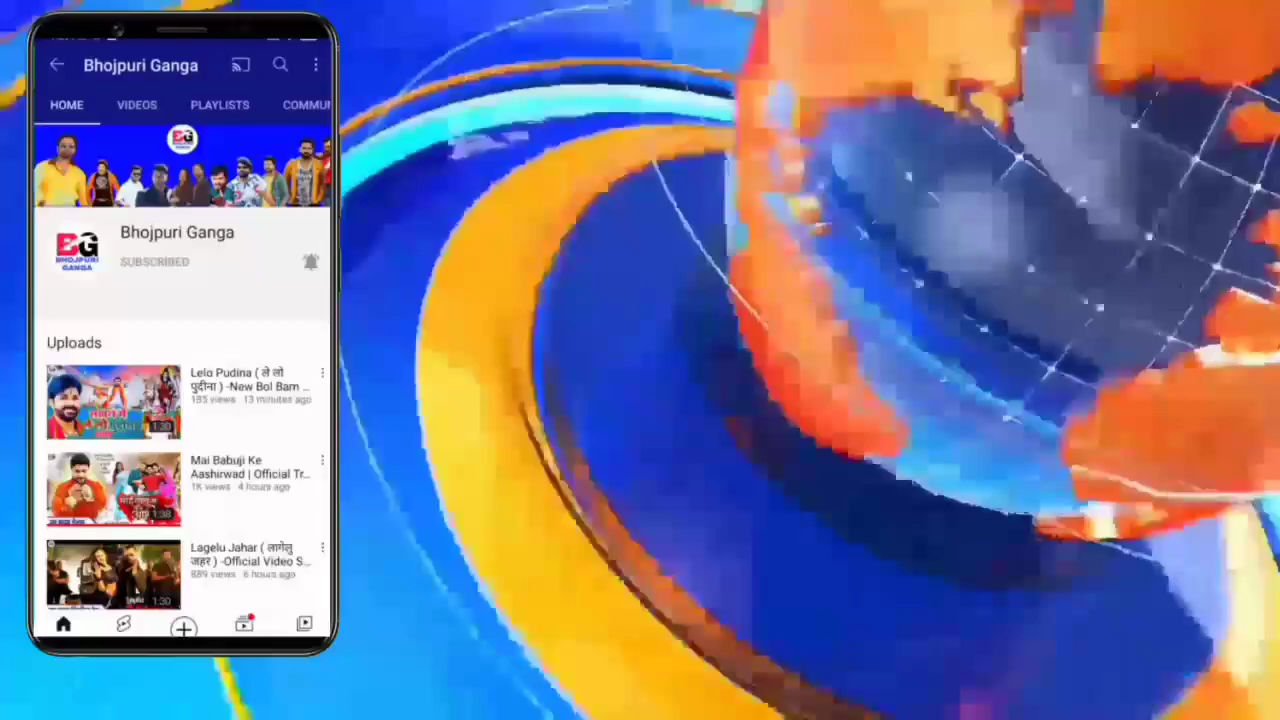 Bhojpuri Ganga
HOME VIDEOS PLAYLISTS COMMUN
BG
BG
BHOJPURI
GANGA
Bhojpuri Ganga
SUBSCRIBED
Uploads
Lelo Pudina ( ले लो
पुदीना ) -New Bol Bam ...
185 views 13 minutes ago
1:30
Mai Babuji Ke
Aashirwad | Official Tr...
1K views 4 hours ago
1:38
Lagelu Jahar ( लागेलु
जहर ) -Official Video S...
889 views 6 hours ago
1:30